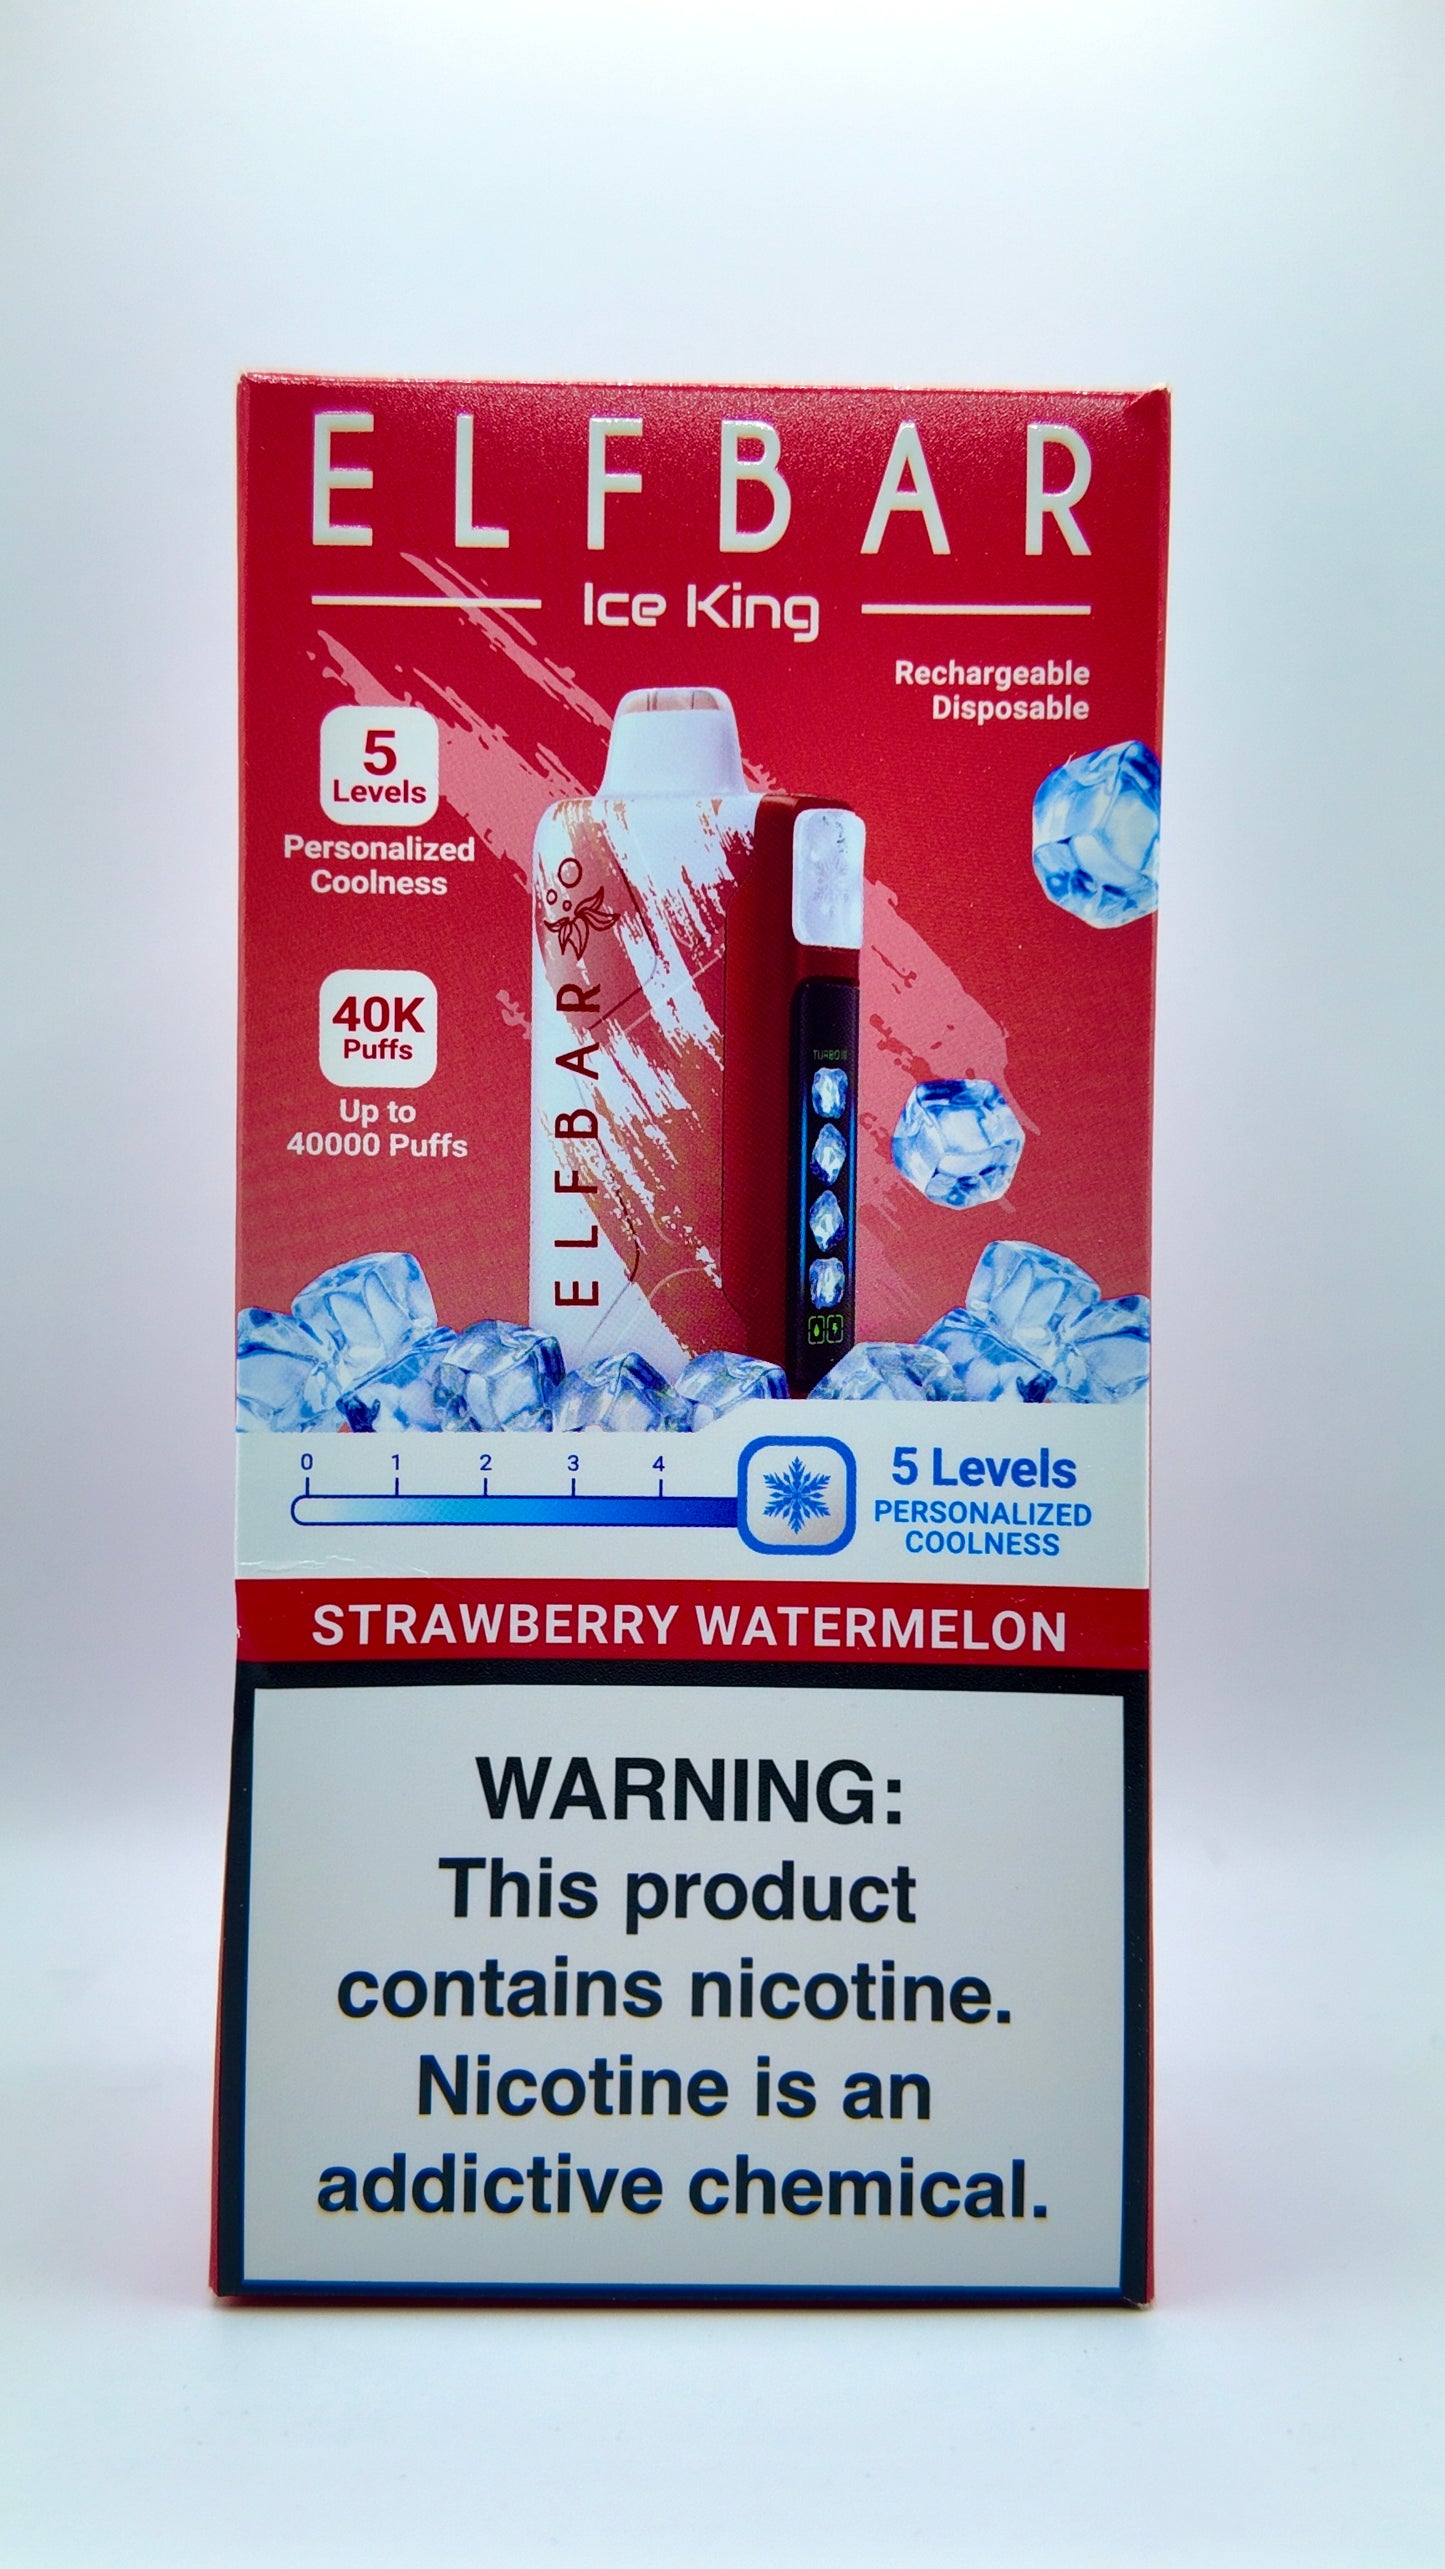 ELFBAR
Ice King
Rechargeable
Disposable
5
Levels
Personalized
Coolness
40K
Puffs
Up to
40000 Puffs
ELFBAR
TURBO
0 1 2 3 4
5 Levels
PERSONALIZED
COOLNESS
STRAWBERRY WATERMELON
WARNING:
This product
contains nicotine.
Nicotine is an
addictive chemical.